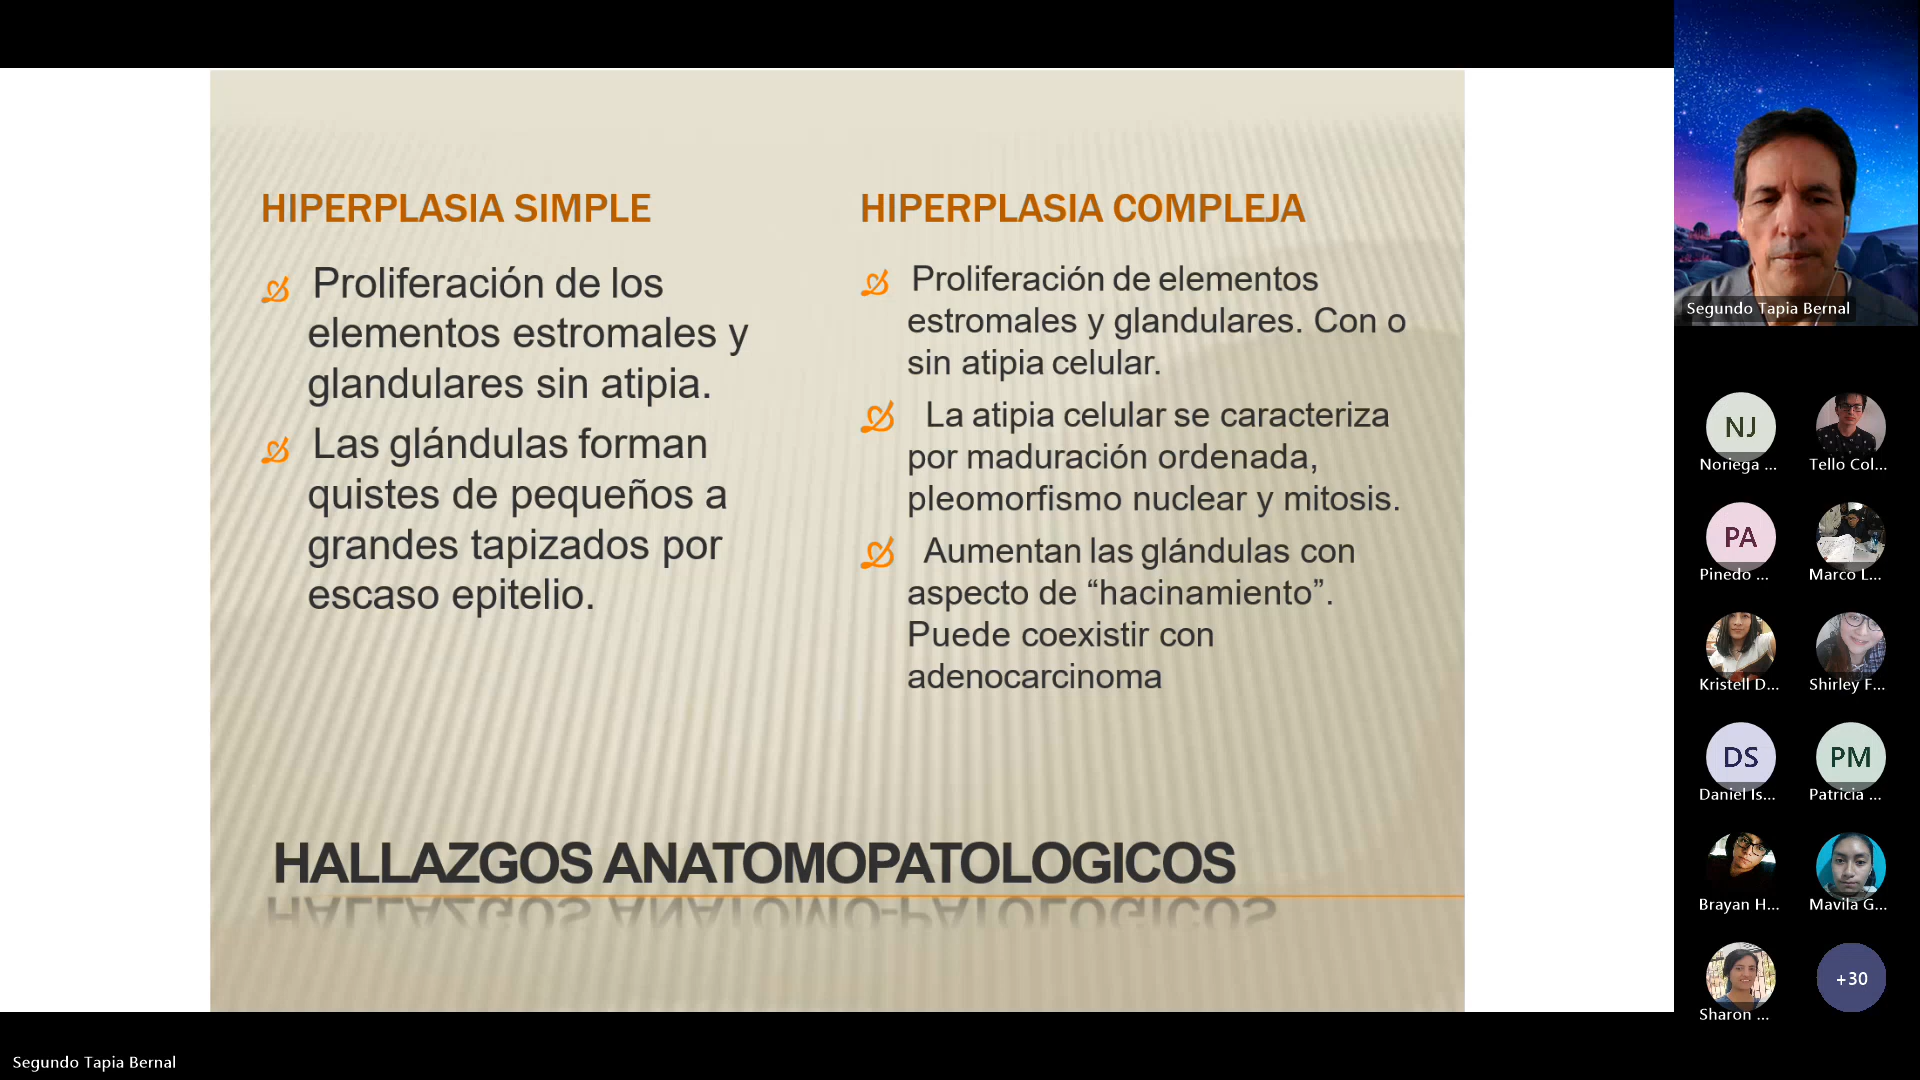 HIPERPLASIA SIMPLE
Proliferación de los
elementos estromales y
glandulares sin atipia.
Las glándulas forman
quistes de pequeños a
grandes tapizados por
escaso epitelio.
HIPERPLASIA COMPLEJA
Proliferación de elementos
estromales y glandulares. Con o
sin atipia celular.
La atipia celular se caracteriza
por maduración ordenada,
pleomorfismo nuclear y mitosis.
Aumentan las glándulas con
aspecto de “hacinamiento”.
Puede coexistir con
adenocarcinoma
HALLAZGOS ANATOMOPATOLOGICOS
HALLAZGOS ANATOMO-PATOLOGICOS
Segundo Tapia Bernal
NJ
Noriega ...
Tello Col...
PA
Pinedo ...
Marco L...
Kristell D...
Shirley F...
DS
Daniel Is...
PM
Patricia ...
Brayan H...
Mavila G...
Sharon ...
+30
Segundo Tapia Bernal